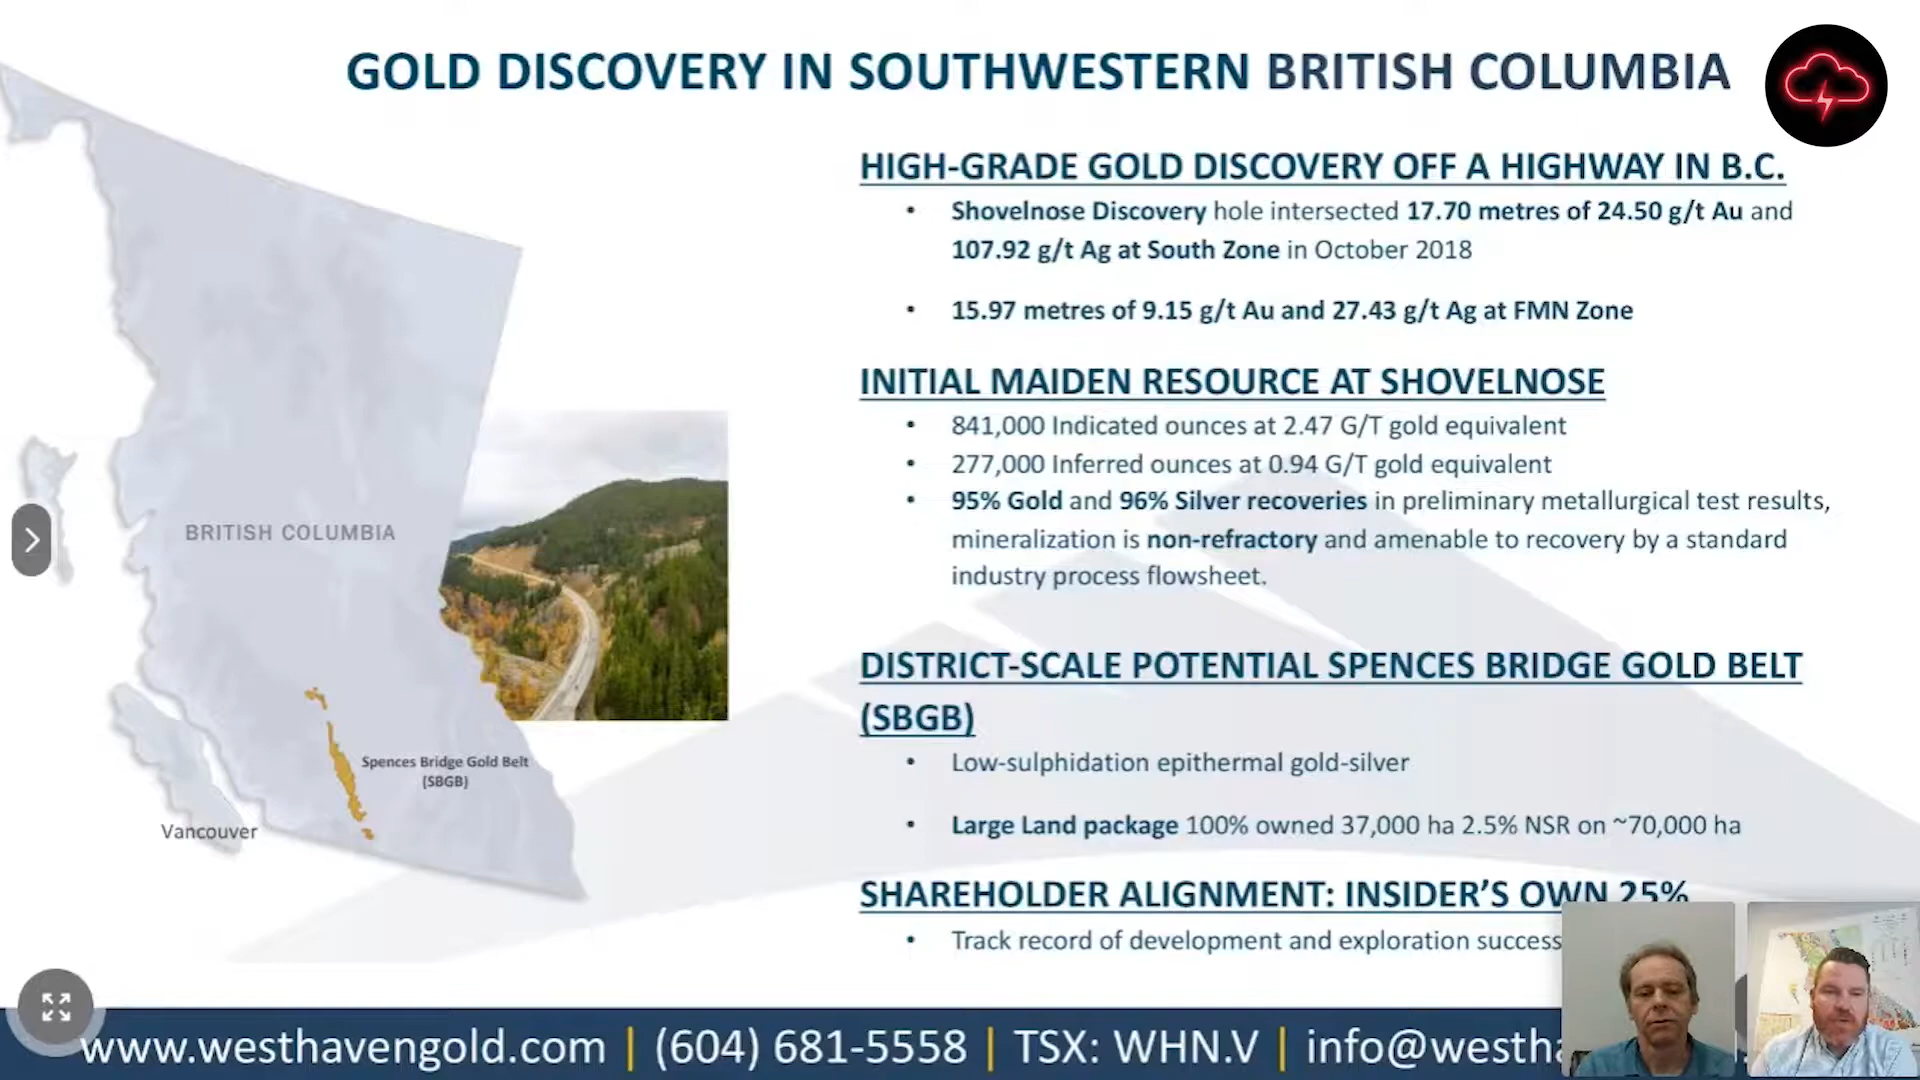 GOLD DISCOVERY IN SOUTHWESTERN BRITISH COLUMBIA
HIGH-GRADE GOLD DISCOVERY OFF A HIGHWAY IN B.C.
• Shovelnose Discovery hole intersected 17.70 metres of 24.50 g/t Au and
107.92 g/t Ag at South Zone in October 2018
• 15.97 metres of 9.15 g/t Au and 27.43 g/t Ag at FMN Zone
INITIAL MAIDEN RESOURCE AT SHOVELNOSE
• 841,000 Indicated ounces at 2.47 G/T gold equivalent
• 277,000 Inferred ounces at 0.94 G/T gold equivalent
• 95% Gold and 96% Silver recoveries in preliminary metallurgical test results,
mineralization is non-refractory and amenable to recovery by a standard
industry process flowsheet.
DISTRICT-SCALE POTENTIAL SPENCES BRIDGE GOLD BELT
(SBGB)
• Low-sulphidation epithermal gold-silver
• Large Land package 100% owned 37,000 ha 2.5% NSR on ~70,000 ha
SHAREHOLDER ALIGNMENT: INSIDER'S OWN 25%
• Track record of development and exploration success
BRITISH COLUMBIA
Spences Bridge Gold Belt
(SBGB)
Vancouver
www.westhavengold.com | (604) 681-5558 | TSX: WHN.V | info@westh